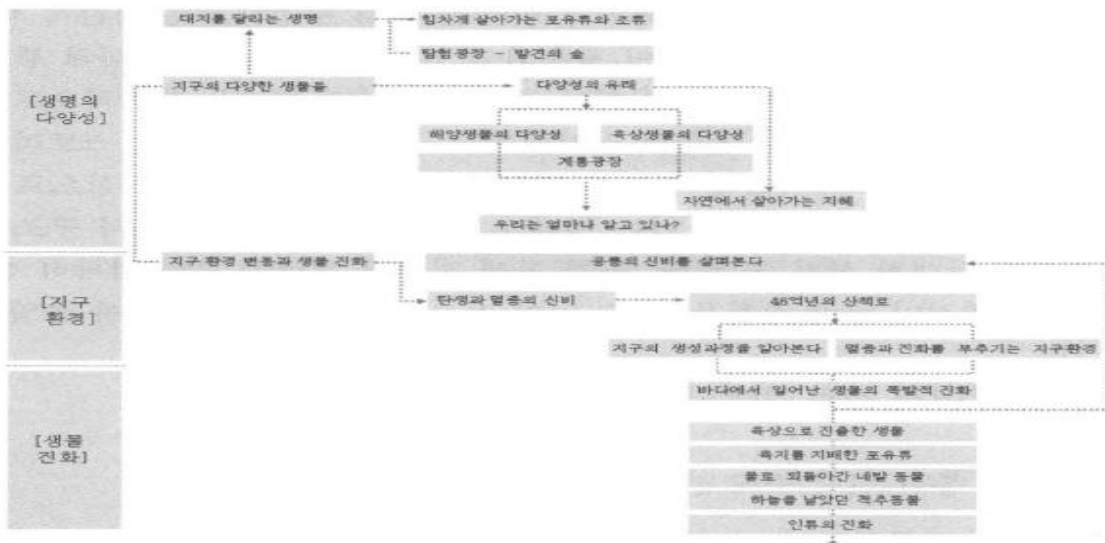 대지를 달리는 생명
힘차게 살아가는 포유류와 조류
탐험광장 - 발견의 숲
[생명의
다양성]
지구의 다양한 생물들
다양성의 유래
해양생물의 다양성
육상생물의 다양성
계통광장
자연에서 살아가는 지혜
우리는 얼마나 알고 있나?
지구 환경 변동과 생물 진화
공룡의 신비를 살펴본다
[지구
환경]
탄생과 멸종의 신비
46억년의 산책로
지구의 생성과정을 알아본다
멸종과 진화를 부추기는 지구환경
바다에서 일어난 생물의 폭발적 진화
[생물
진화]
육상으로 진출한 생물
육지를 지배한 포유류
물로 되돌아간 네발 동물
하늘을 날았던 척추동물
인류의 진화